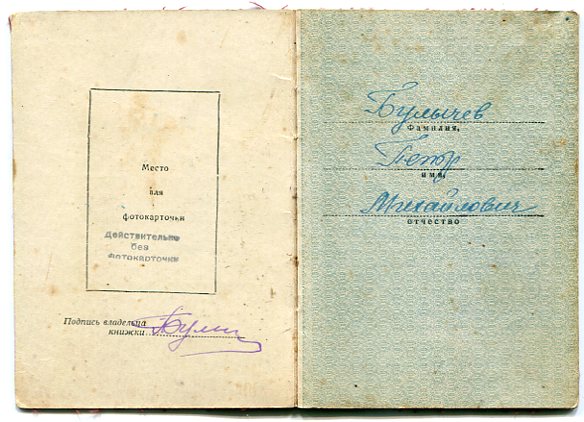 Место
для
фотокарточки
Действительно
без
фотокарточки
Подпись владельца
книжки
Булычев
Фамилия,
Петр
имя,
Михайлович
отчество